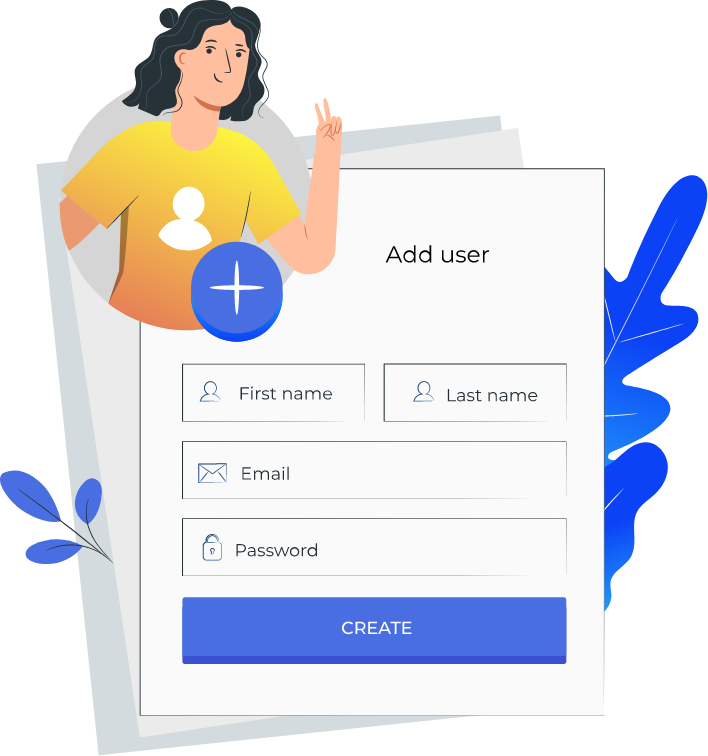 Add user
First name
Last name
Email
Password
CREATE